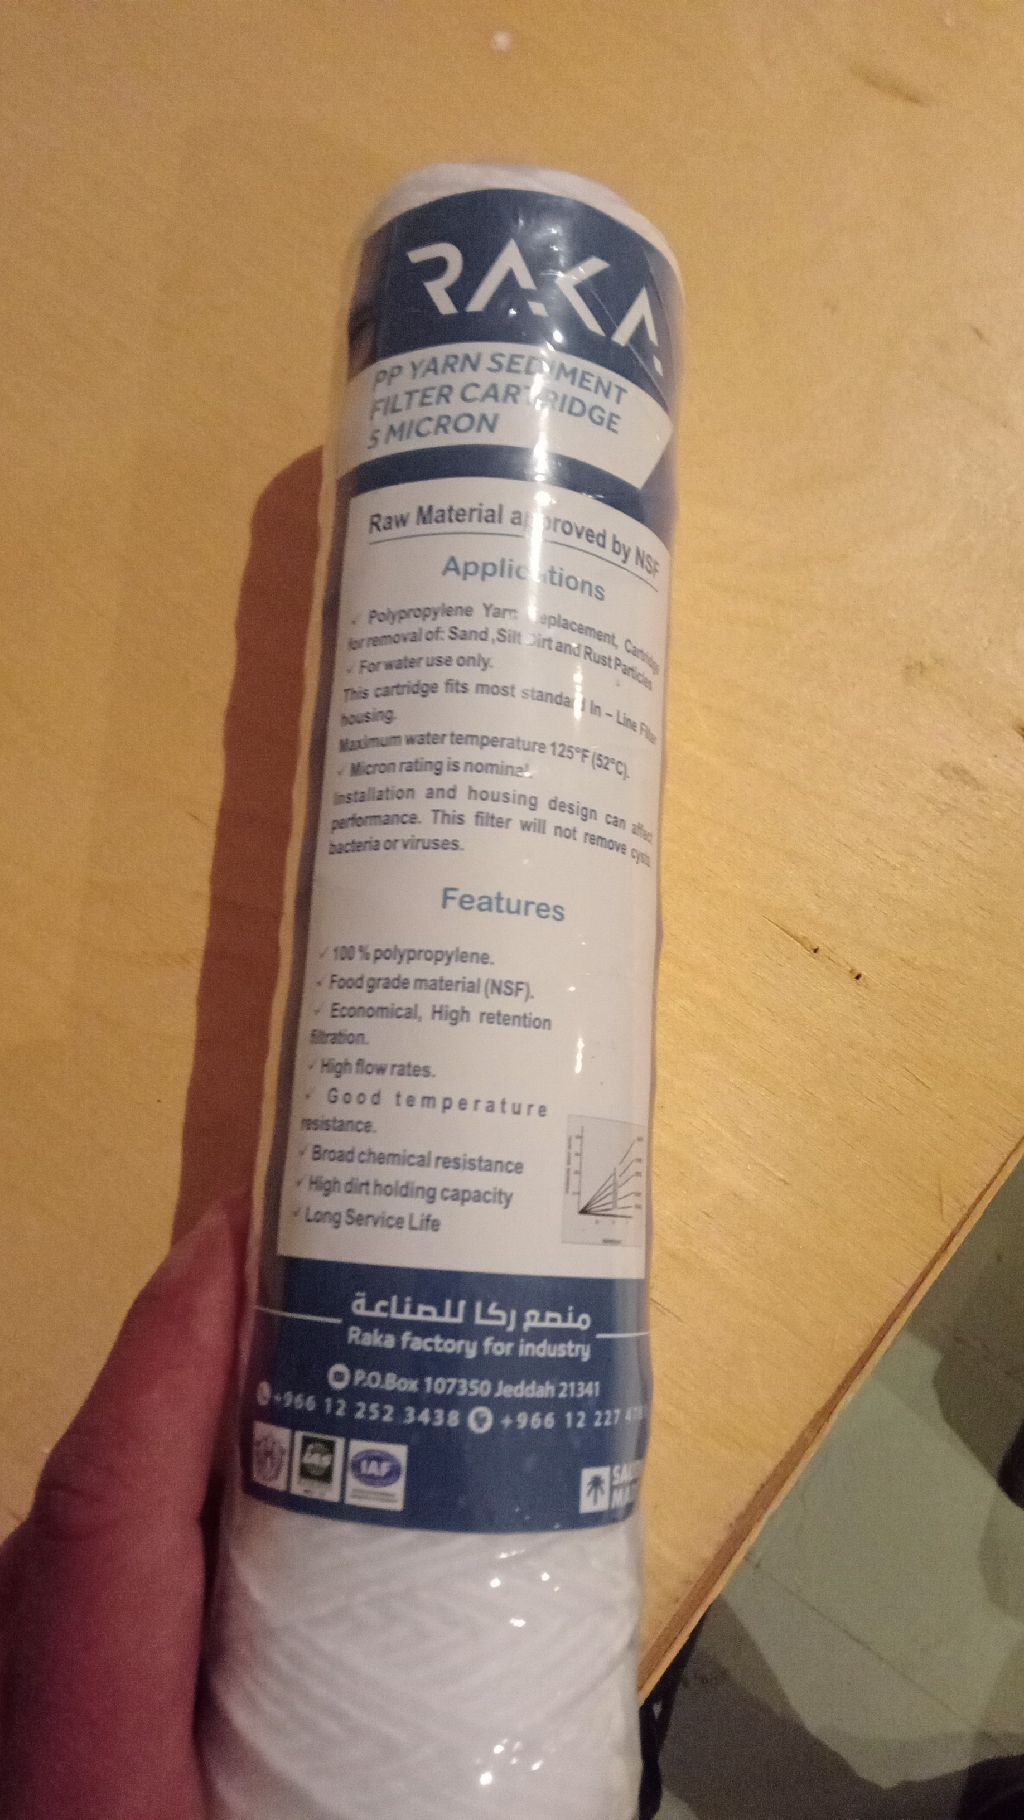 RAKA
PP YARN SEDIMENT
FILTER CARTRIDGE
5 MICRON
Raw Material approved by NSF
Applications
✓ Polypropylene Yarn Replacement, Cartridge
for removal of: Sand ,Silt Dirt and Rust Particles
✓ For water use only.
This cartridge fits most standard In – Line Filter
housing.
Maximum water temperature 125°F (52°C).
✓ Micron rating is nominal.
Installation and housing design can affect
performance. This filter will not remove cysts
bacteria or viruses.
Features
✓ 100 % polypropylene.
✓ Food grade material (NSF).
✓ Economical, High retention
filtration.
✓ High flow rates.
✓ Good temperature
resistance.
✓ Broad chemical resistance
✓ High dirt holding capacity
✓ Long Service Life
مصنع ركا للصناعة
Raka factory for industry
P.O.Box 107350 Jeddah 21341
+966 12 252 3438 +966 12 227
IAS IAF